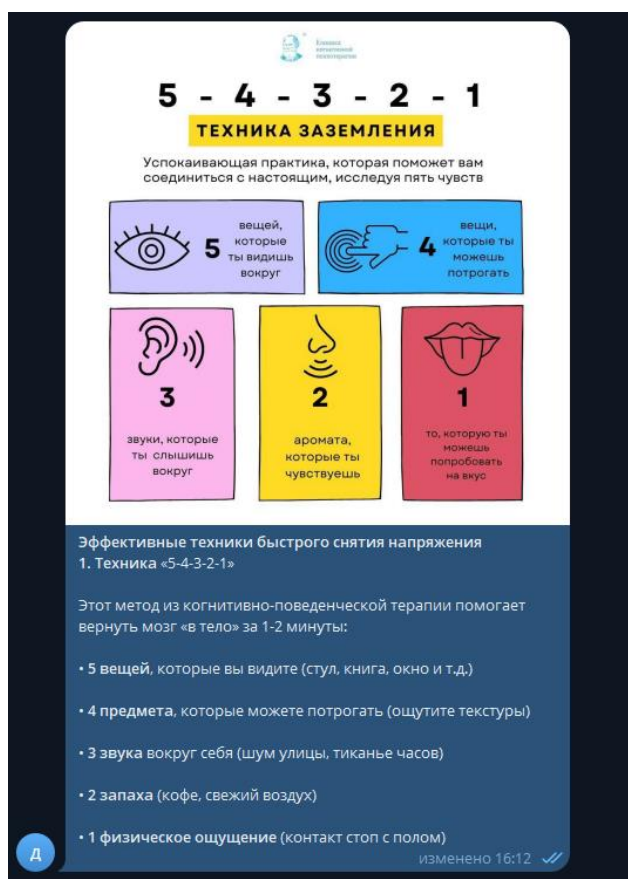 Клиника
когнитивной
психотерапии
5 - 4 - 3 - 2 - 1
ТЕХНИКА ЗАЗЕМЛЕНИЯ
Успокаивающая практика, которая поможет вам
соединиться с настоящим, исследуя пять чувств
5
вещей,
которые
ты видишь
вокруг
4
вещи,
которые ты
можешь
потрогать
3
звуки, которые
ты слышишь
вокруг
2
аромата,
которые ты
чувствуешь
1
то, которую ты
можешь
попробовать
на вкус
Эффективные техники быстрого снятия напряжения
1. Техника «5-4-3-2-1»
Этот метод из когнитивно-поведенческой терапии помогает
вернуть мозг «в тело» за 1-2 минуты:
• 5 вещей, которые вы видите (стул, книга, окно и т.д.)
• 4 предмета, которые можете потрогать (ощутите текстуры)
• 3 звука вокруг себя (шум улицы, тиканье часов)
• 2 запаха (кофе, свежий воздух)
• 1 физическое ощущение (контакт стоп с полом)
Д
изменено 16:12